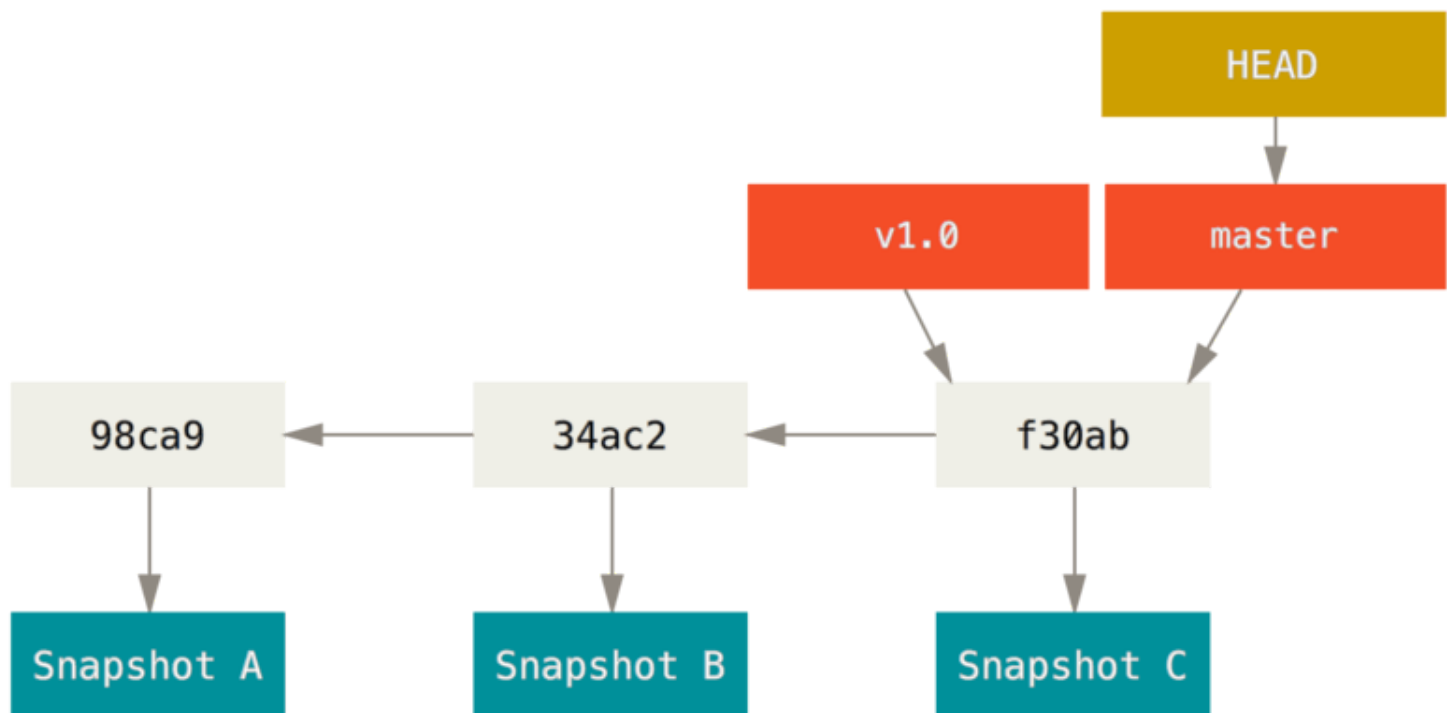 HEAD
v1.0
master
98ca9
34ac2
f30ab
Snapshot A
Snapshot B
Snapshot C